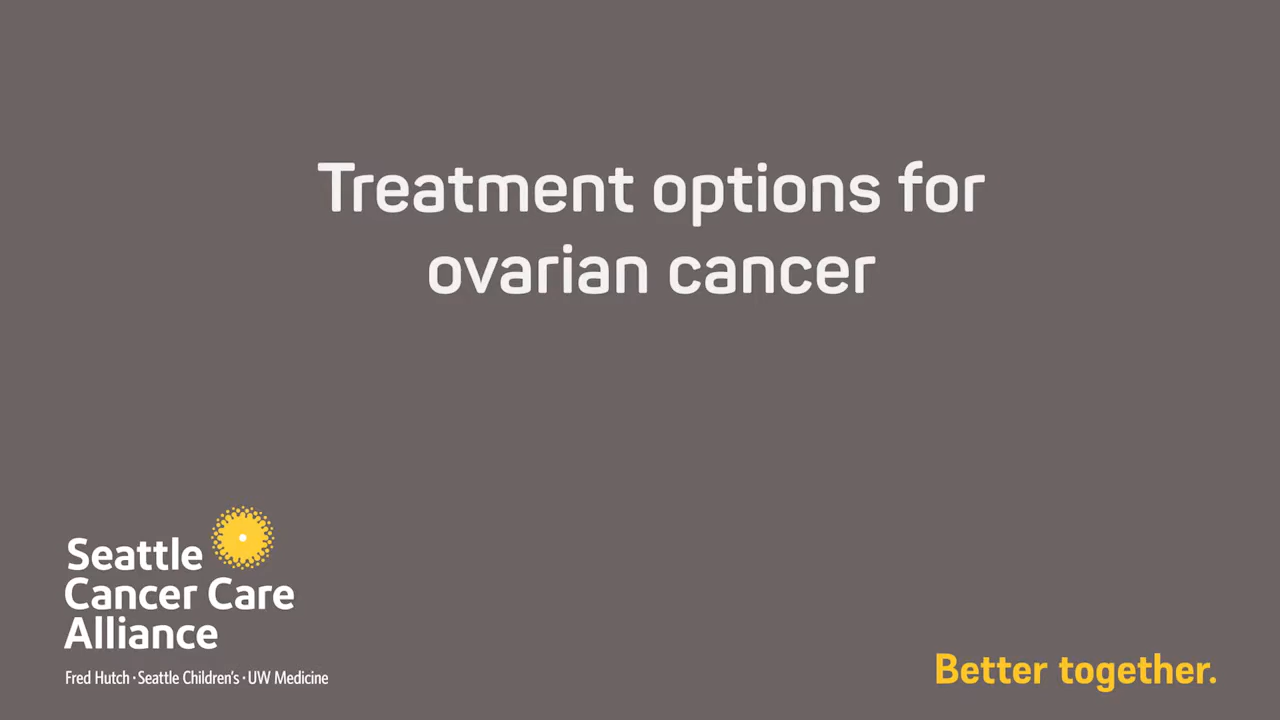 Treatment options for
ovarian cancer
Seattle
Cancer Care
Alliance
Fred Hutch · Seattle Children's · UW Medicine
Better together.